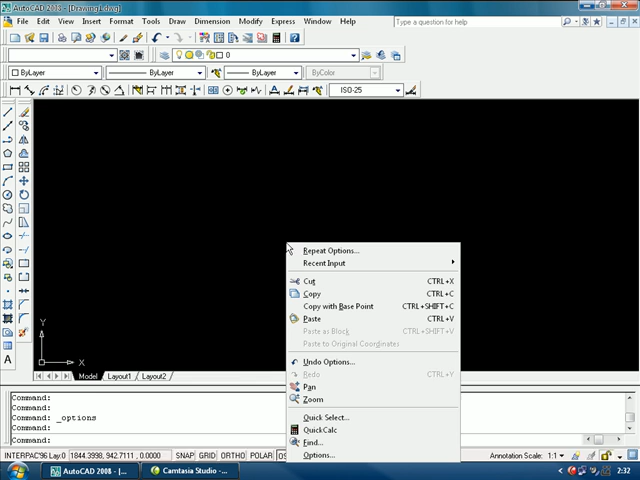 AutoCAD 2008 - [Drawing1.dwg]
File Edit View Insert Format Tools Draw Dimension Modify Express Window Help
Type a question for help
0
ByLayer ByLayer ByLayer ByColor
ISO-25
Repeat Options...
Recent Input
Cut CTRL+X
Copy CTRL+C
Copy with Base Point CTRL+SHIFT+C
Paste CTRL+V
Paste as Block CTRL+SHIFT+V
Paste to Original Coordinates
Undo Options...
Redo CTRL+Y
Pan
Zoom
Quick Select...
QuickCalc
Find...
Options...
Y
X
A
Model Layout1 Layout2
Command:
Command:
Command: _options
Command:
Command:
INTERPAC'96 Lay:0 1844.3998, 942.7111 , 0.0000 SNAP GRID ORTHO POLAR Annotation Scale: 1:1
AutoCAD 2008 - [... Camtasia Studio -... 2:32